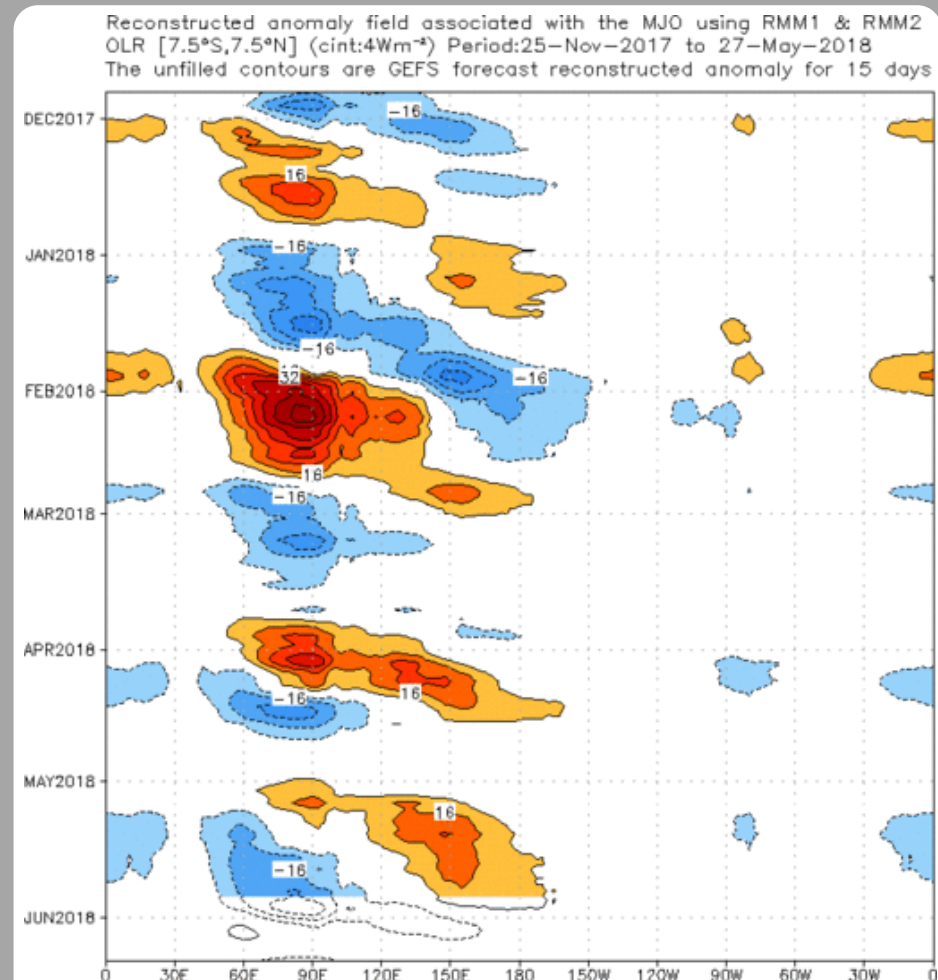 Reconstructed anomaly field associated with the MJO using RMM1 & RMM2
OLR [7.5°S,7.5°N] (cint:4Wm⁻²) Period:25-Nov-2017 to 27-May-2018
The unfilled contours are GEFS forecast reconstructed anomaly for 15 days
DEC2017
-16
16
JAN2018
-16
-16
FEB2018
32
-16
16
-16
MAR2018
APR2018
16
-16
MAY2018
16
-16
JUN2018
0 30E 60E 90E 120E 150E 180 150W 120W 90W 60W 30W 0